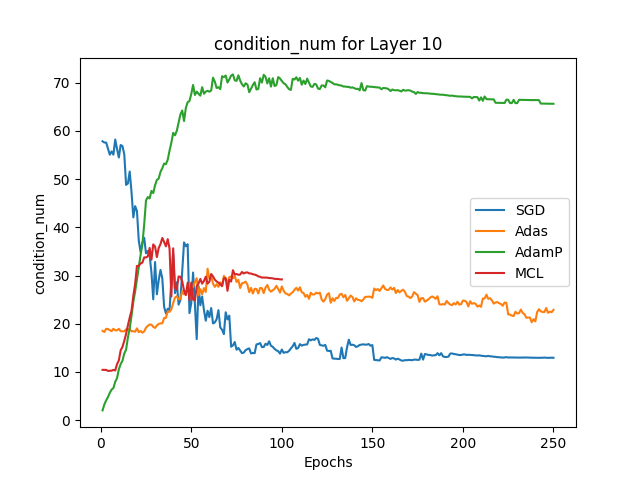 condition_num for Layer 10
condition_num
70
60
50
40
30
20
10
0
0 50 100 150 200 250
Epochs
SGD
Adas
AdamP
MCL